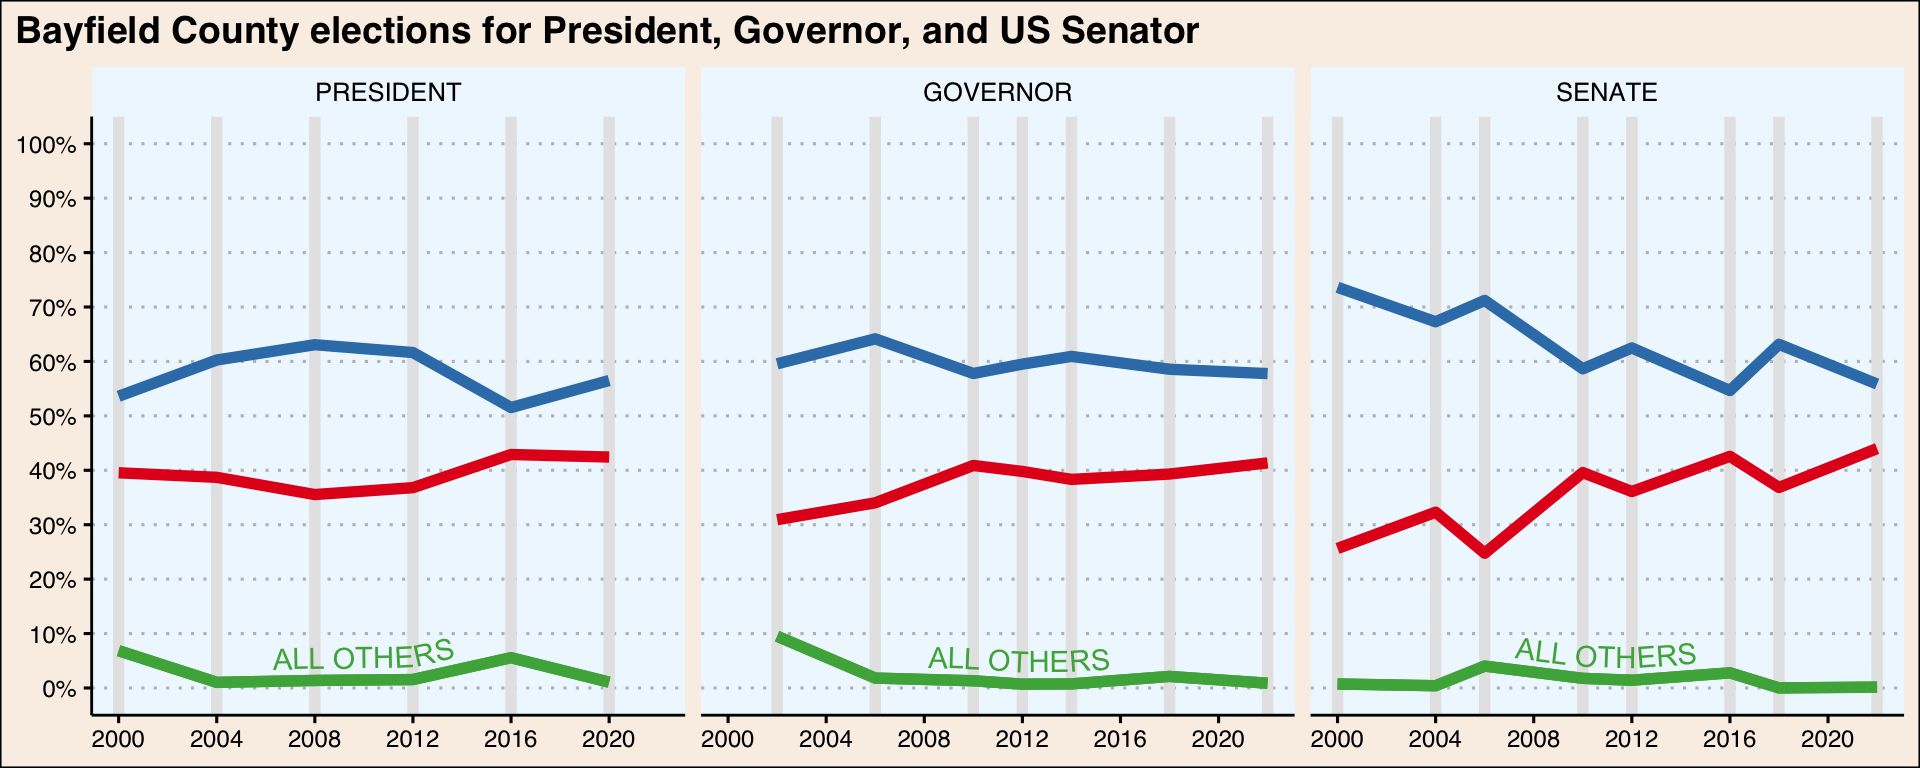 Bayfield County elections for President, Governor, and US Senator
PRESIDENT
GOVERNOR
SENATE
100%
90%
80%
70%
60%
50%
40%
30%
20%
10%
0%
ALL OTHERS
ALL OTHERS
ALL OTHERS
2000 2004 2008 2012 2016 2020
2000 2004 2008 2012 2016 2020
2000 2004 2008 2012 2016 2020